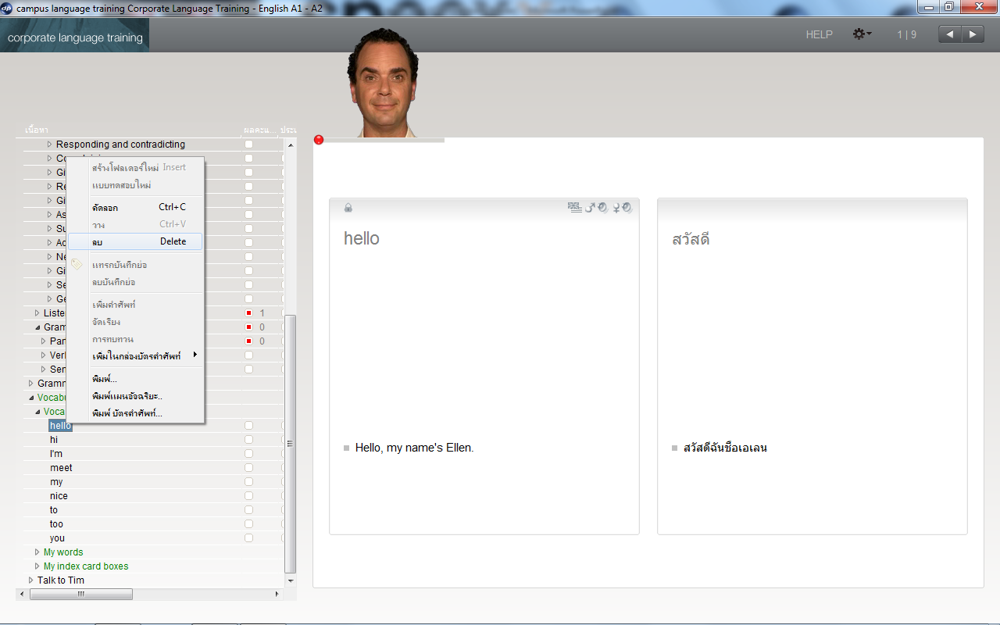 campus language training Corporate Language Training - English A1 - A2
corporate language training
HELP
1 | 9
เนื้อหา
ผลคะแ...
ประเ
Responding and contradicting
Gi
Re
Gi
As
Su
Ne
Gi
Se
Ge
Liste
1
Gram
0
Par
0
Ver
Sen
Gramm
Vocabu
Voca
hello
hi
I'm
meet
my
nice
to
too
you
My words
My index card boxes
Talk to Tim
สร้างโฟลเดอร์ใหม่ Insert
แบบทดสอบใหม่
คัดลอก Ctrl+C
วาง Ctrl+V
ลบ Delete
แทรกบันทึกย่อ
ลบบันทึกย่อ
เพิ่มคำศัพท์
จัดเรียง
การทบทวน
เพิ่มในกล่องบัตรคำศัพท์
พิมพ์...
พิมพ์แผนอัจฉริยะ..
พิมพ์ บัตรคำศัพท์...
hello
Hello, my name's Ellen.
สวัสดี
สวัสดีฉันชื่อเอเลน